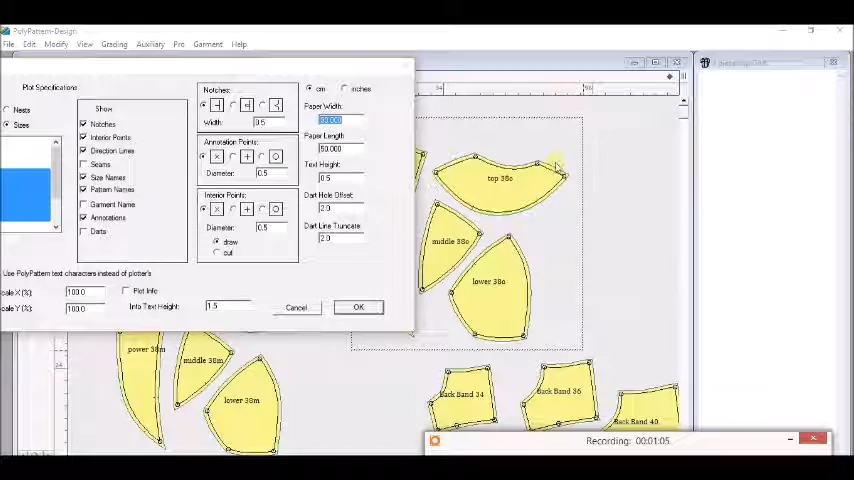 PolyPattern-Design
File Edit Modify View Grading Auxiliary Pro Garment Help
Plot Specifications
Nests
Sizes
Show
Notches
Interior Points
Direction Lines
Seams
Size Names
Pattern Names
Garment Name
Annotations
Darts
Notches:
Width: 0.5
Annotation Points:
Diameter: 0.5
Interior Points:
Diameter: 0.5
draw
cut
cm inches
Paper Width:
Paper Length
50.000
Text Height:
0.5
Dart Hole Offset:
2.0
Dart Line Truncate:
2.0
Use PolyPattern text characters instead of plotter's
Scale X (%): 100.0
Plot Info
Scale Y (%): 100.0
Into Text Height: 1.5
Cancel
OK
top 38c
middle 38c
lower 38c
power 38m
middle 38m
lower 38m
Back Band 34
Back Band 36
Back Band 40
Recording: 00:01:05